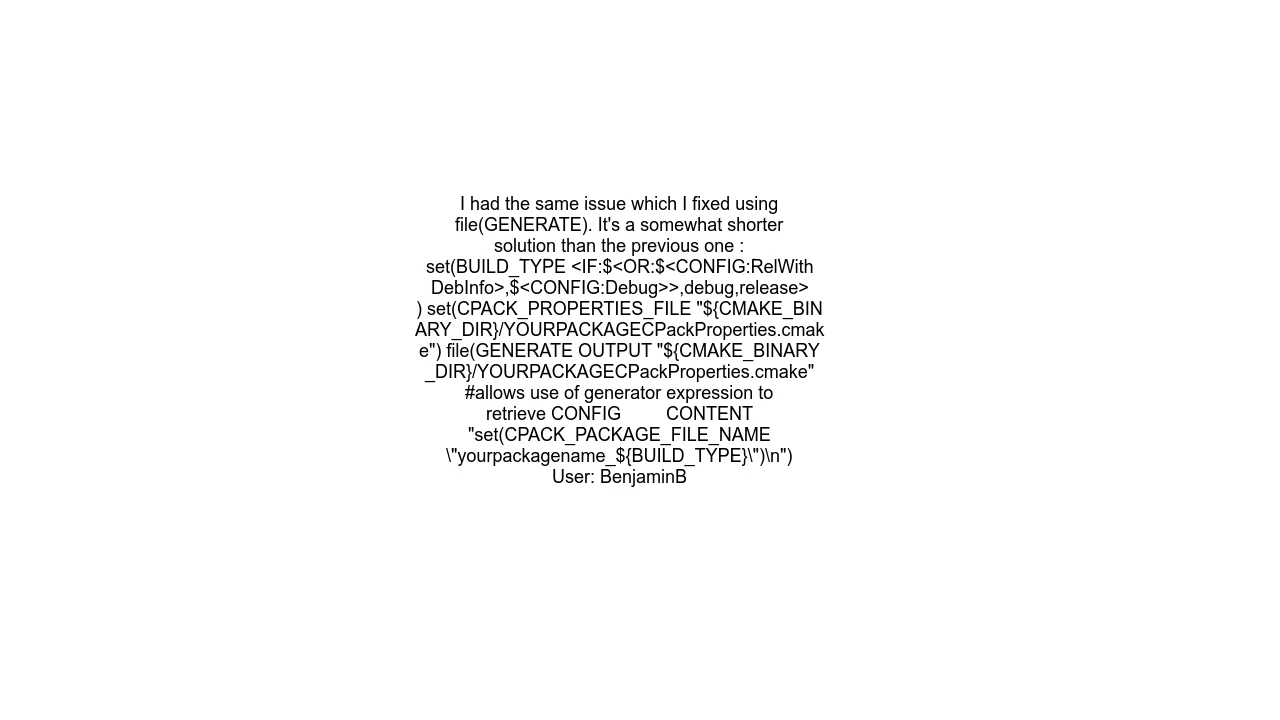 I had the same issue which I fixed using
file(GENERATE). It's a somewhat shorter
solution than the previous one :
set(BUILD_TYPE <IF:$<OR:$<CONFIG:RelWith
DebInfo>,$<CONFIG:Debug>>,debug,release>
) set(CPACK_PROPERTIES_FILE "${CMAKE_BIN
ARY_DIR}/YOURPACKAGECPackProperties.cmak
e") file(GENERATE OUTPUT "${CMAKE_BINARY
_DIR}/YOURPACKAGECPackProperties.cmake"
#allows use of generator expression to
retrieve CONFIG         CONTENT
"set(CPACK_PACKAGE_FILE_NAME
\"yourpackagename_${BUILD_TYPE}\")\n")
User: BenjaminB